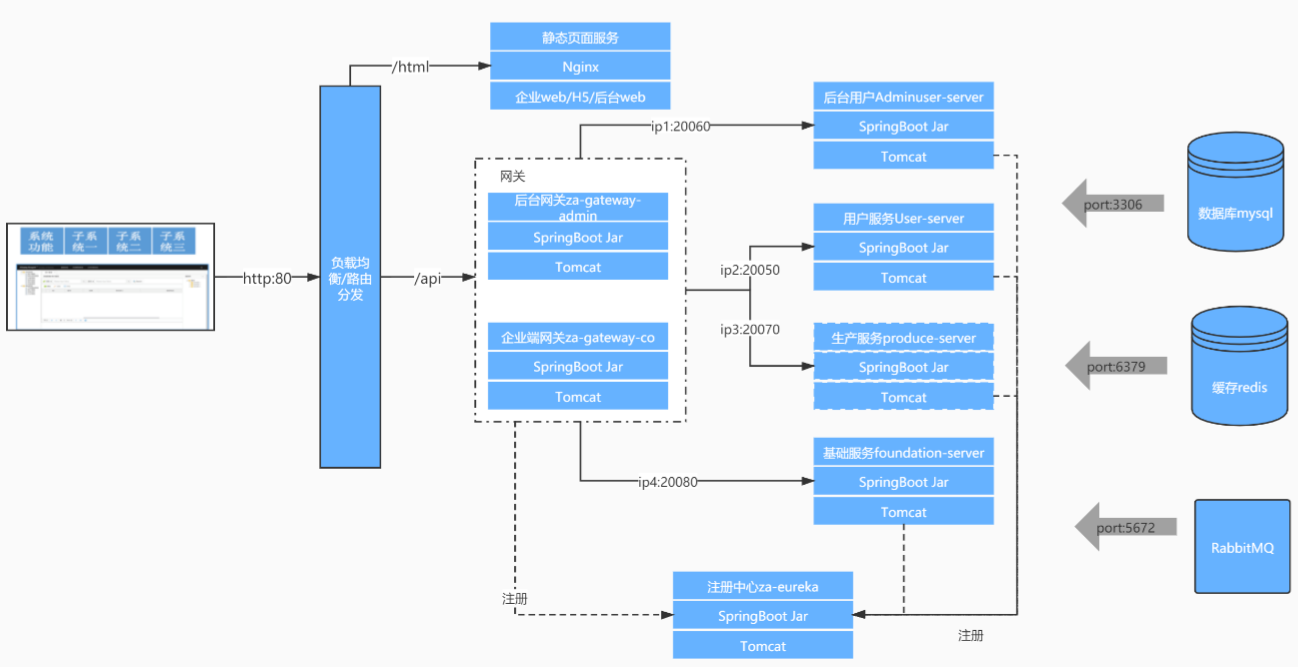 静态页面服务
Nginx
企业web/H5/后台web
/html
后台用户Adminuser-server
SpringBoot Jar
Tomcat
ip1:20060
网关
后台网关za-gateway-
admin
SpringBoot Jar
Tomcat
企业端网关za-gateway-co
SpringBoot Jar
Tomcat
系统
功能
子系
统一
子系
统二
子系
统三
http:80
负载均
衡/路由
分发
/api
用户服务User-server
SpringBoot Jar
Tomcat
ip2:20050
ip3:20070
生产服务produce-server
SpringBoot Jar
Tomcat
基础服务foundation-server
SpringBoot Jar
Tomcat
ip4:20080
port:3306
数据库mysql
port:6379
缓存redis
port:5672
RabbitMQ
注册
注册中心za-eureka
SpringBoot Jar
Tomcat
注册